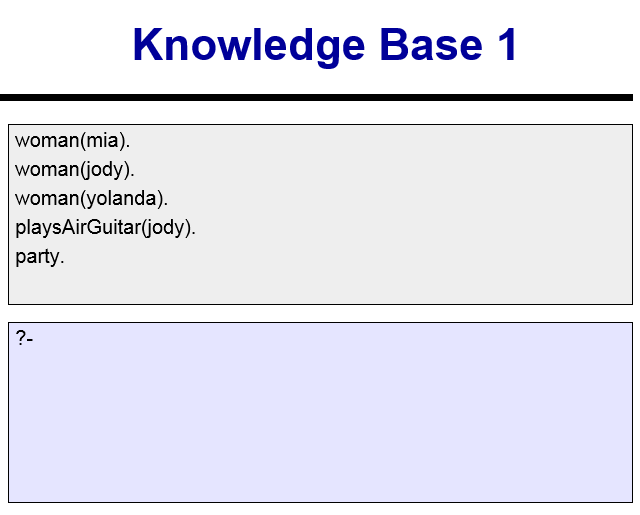 Knowledge Base 1
woman(mia).
woman(jody).
woman(yolanda).
playsAirGuitar(jody).
party.
?-